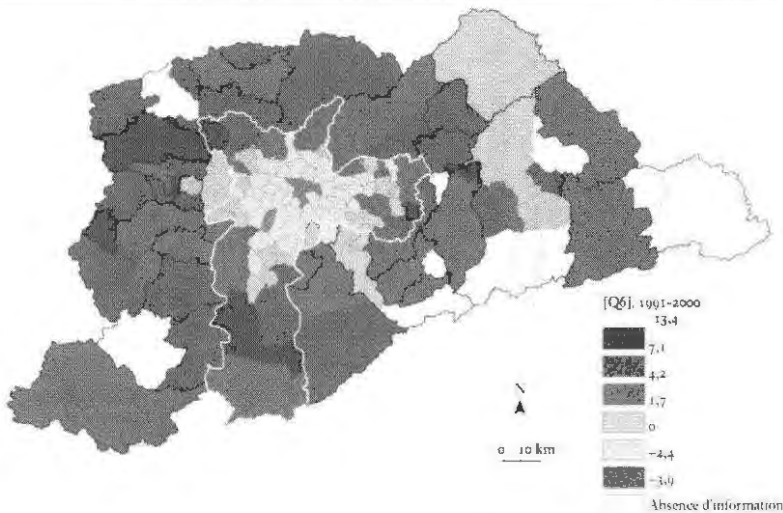 [Q6], 1991-2000
13,4
7,1
4,2
1,7
0
-2,4
-3,9
Absence d'information
N
0 10 km